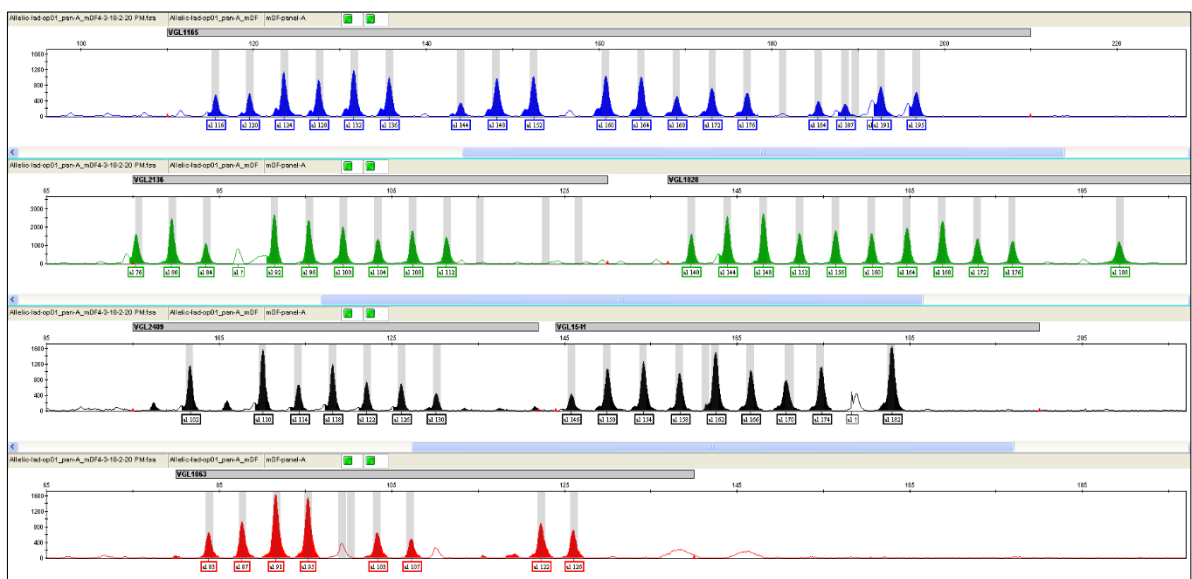 Allelic-lad-op01_pan-A_mDF4-3-18-2-20 PM.fsa Allelic-lad-op01_pan-A_mDF mDF-panel-A
VGL1165
100 120 140 160 180 200 220
1600
1200
800
400
0
al 116 al 120 al 124 al 128 al 132 al 136 al 144 al 148 al 152 al 160 al 164 al 168 al 172 al 176 al 184 al 187 al 191 al 195
Allelic-lad-op01_pan-A_mDF4-3-18-2-20 PM.fsa Allelic-lad-op01_pan-A_mDF mDF-panel-A
VGL2136 VGL1828
65 85 105 125 145 165 185
3000
2000
1000
0
al 76 al 80 al 84 al ? al 92 al 96 al 100 al 104 al 108 al 112 al 140 al 144 al 148 al 152 al 156 al 160 al 164 al 168 al 172 al 176 al 188
Allelic-lad-op01_pan-A_mDF4-3-18-2-20 PM.fsa Allelic-lad-op01_pan-A_mDF mDF-panel-A
VGL2409 VGL1541
85 105 125 145 165 185 205
1600
1200
800
400
0
al 102 al 110 al 114 al 118 al 122 al 126 al 130 al 146 al 150 al 154 al 158 al 162 al 166 al 170 al 174 al ? al 182
Allelic-lad-op01_pan-A_mDF4-3-18-2-20 PM.fsa Allelic-lad-op01_pan-A_mDF mDF-panel-A
VGL1063
65 85 105 125 145 165 185
1600
1200
800
400
0
al 83 al 87 al 91 al 95 al 103 al 107 al 122 al 126